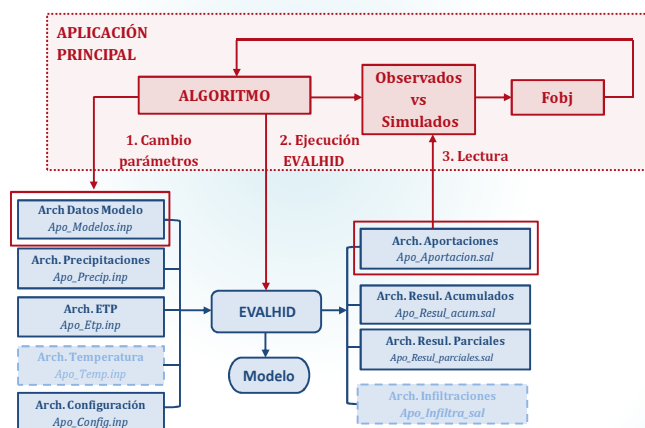 APLICACIÓN
PRINCIPAL
ALGORITMO
Observados
vs
Simulados
Fobj
1. Cambio
parámetros
2. Ejecución
EVALHID
3. Lectura
Arch Datos Modelo
Apo_Modelos.inp
Arch. Precipitaciones
Apo_Precip.inp
Arch. ETP
Apo_Etp.inp
Arch. Temperatura
Apo_Temp.inp
Arch. Configuración
Apo_Config.inp
EVALHID
Modelo
Arch. Aportaciones
Apo_Aportacion.sal
Arch. Resul. Acumulados
Apo_Resul_acum.sal
Arch. Resul. Parciales
Apo_Resul_parciales.sal
Arch. Infiltraciones
Apo_Infiltra_sal